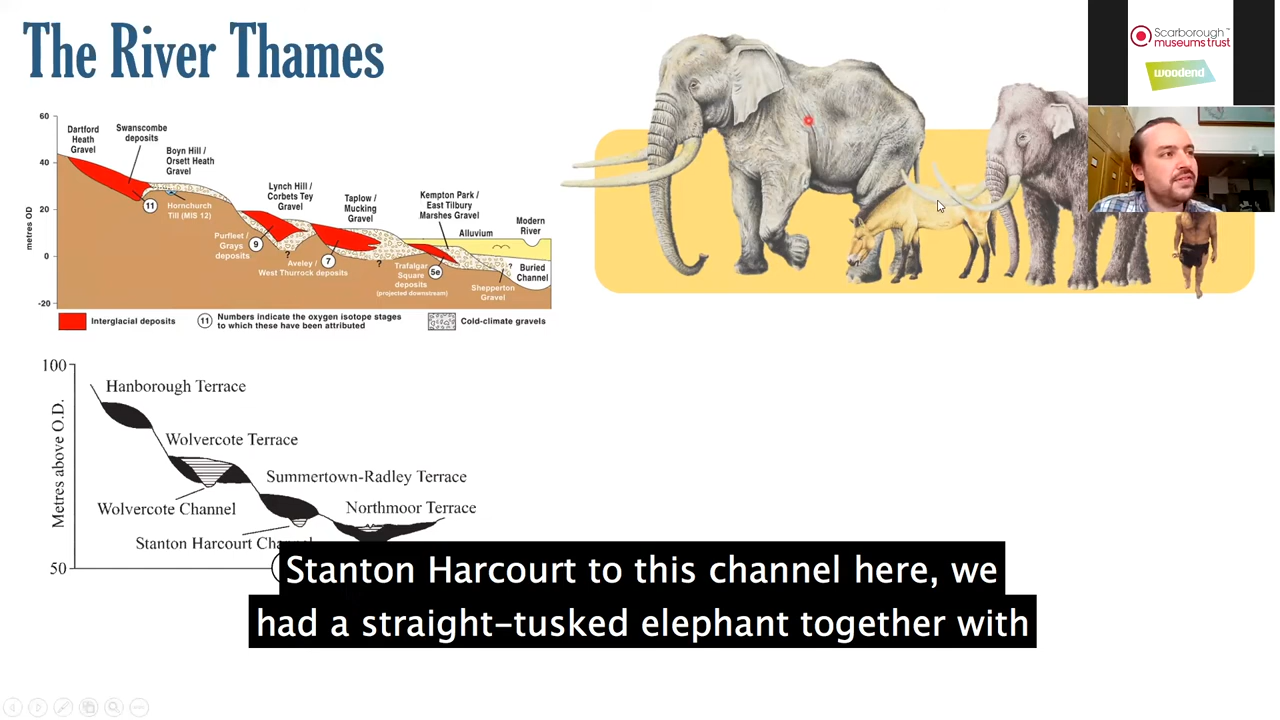 The River Thames
Scarborough™
museums trust
woodend
60
40
20
0
-20
metres OD
Dartford
Heath
Gravel
Swanscombe
deposits
Boyn Hill /
Orsett Heath
Gravel
Lynch Hill /
Corbets Tey
Gravel
Taplow /
Mucking
Gravel
Kempton Park /
East Tilbury
Marshes Gravel
Alluvium
Modern
River
11
Hornchurch
Till (MIS 12)
Purfleet /
Grays
deposits
9
?
Aveley /
West Thurrock deposits
7
?
Trafalgar
Square
deposits
(projected downstream)
5e
?
Shepperton
Gravel
Buried
Channel
Interglacial deposits
11
Numbers indicate the oxygen isotope stages
to which these have been attributed
Cold-climate gravels
100
50
Metres above O.D.
Hanborough Terrace
Wolvercote Terrace
Summertown-Radley Terrace
Wolvercote Channel
Northmoor Terrace
Stanton Harcourt Chan
Stanton Harcourt to this channel here, we
had a straight-tusked elephant together with